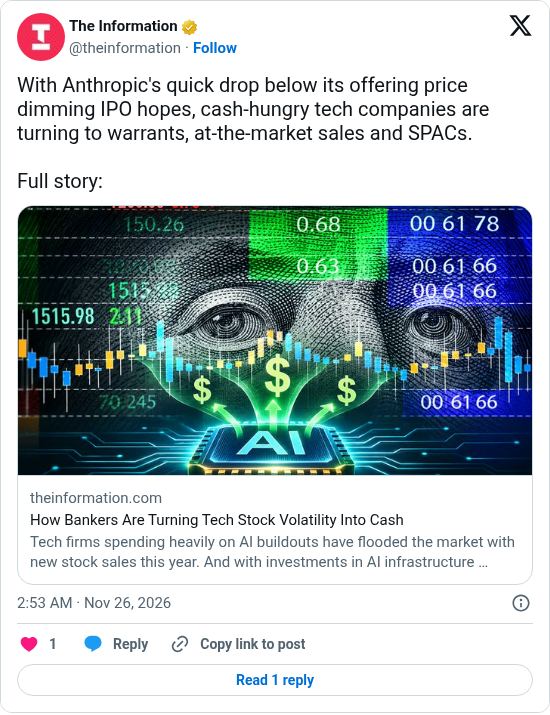 The Information
@theinformation · Follow
With Anthropic's quick drop below its offering price
dimming IPO hopes, cash-hungry tech companies are
turning to warrants, at-the-market sales and SPACs.
Full story:
150.26
0.68
00 61 78
0.63
00 61 66
1515
00 61 66
1515.98
2.11
$
$
$
70.245
00 61 66
AI
theinformation.com
How Bankers Are Turning Tech Stock Volatility Into Cash
Tech firms spending heavily on AI buildouts have flooded the market with
new stock sales this year. And with investments in AI infrastructure …
2:53 AM · Nov 26, 2026
1
Reply
Copy link to post
Read 1 reply